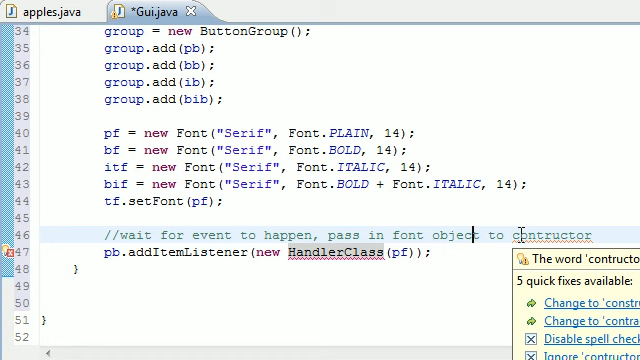 apples.java *Gui.java
34 group = new ButtonGroup();
35 group.add(pb);
36 group.add(bb);
37 group.add(ib);
38 group.add(bib);
39
40 pf = new Font("Serif", Font.PLAIN, 14);
41 bf = new Font("Serif", Font.BOLD, 14);
42 itf = new Font("Serif", Font.ITALIC, 14);
43 bif = new Font("Serif", Font.BOLD + Font.ITALIC, 14);
44 tf.setFont(pf);
45
46 //wait for event to happen, pass in font object to contructor
47 pb.addItemListener(new HandlerClass(pf));
48 }
49
50
51 }
52
The word 'contructo
5 quick fixes available:
Change to 'constr
Change to 'contra
Disable spell check
Ignore 'contructor